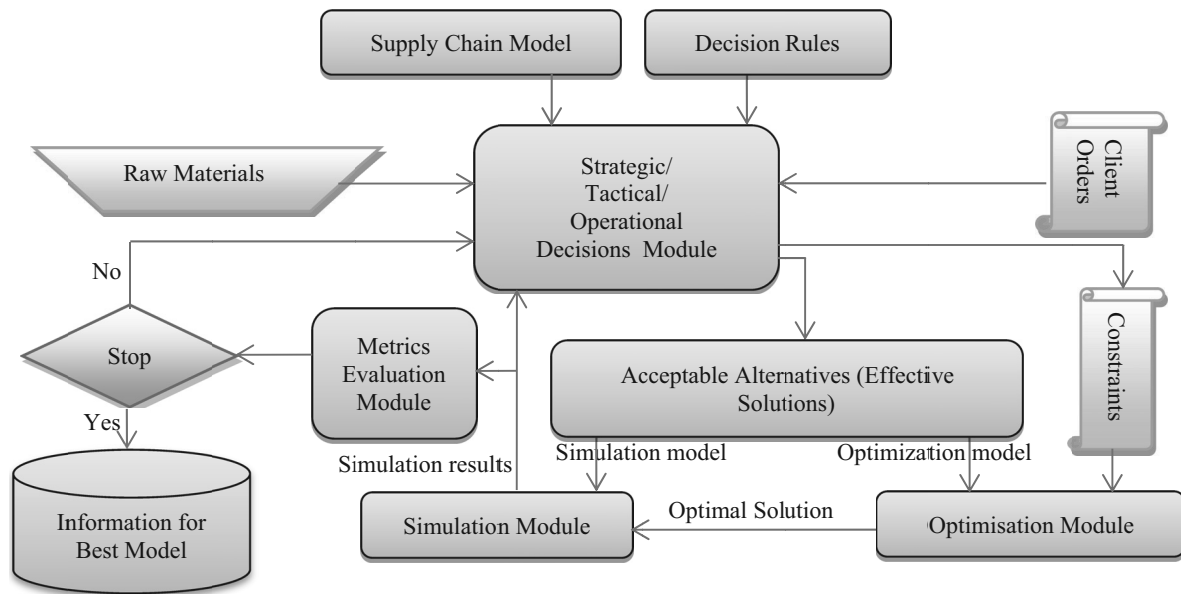 Supply Chain Model
Decision Rules
Raw Materials
Strategic/
Tactical/
Operational
Decisions Module
Client
Orders
No
Stop
Metrics
Evaluation
Module
Acceptable Alternatives (Effective
Solutions)
Constraints
Yes
Simulation results
Simulation model
Optimization model
Information for
Best Model
Simulation Module
Optimal Solution
Optimisation Module